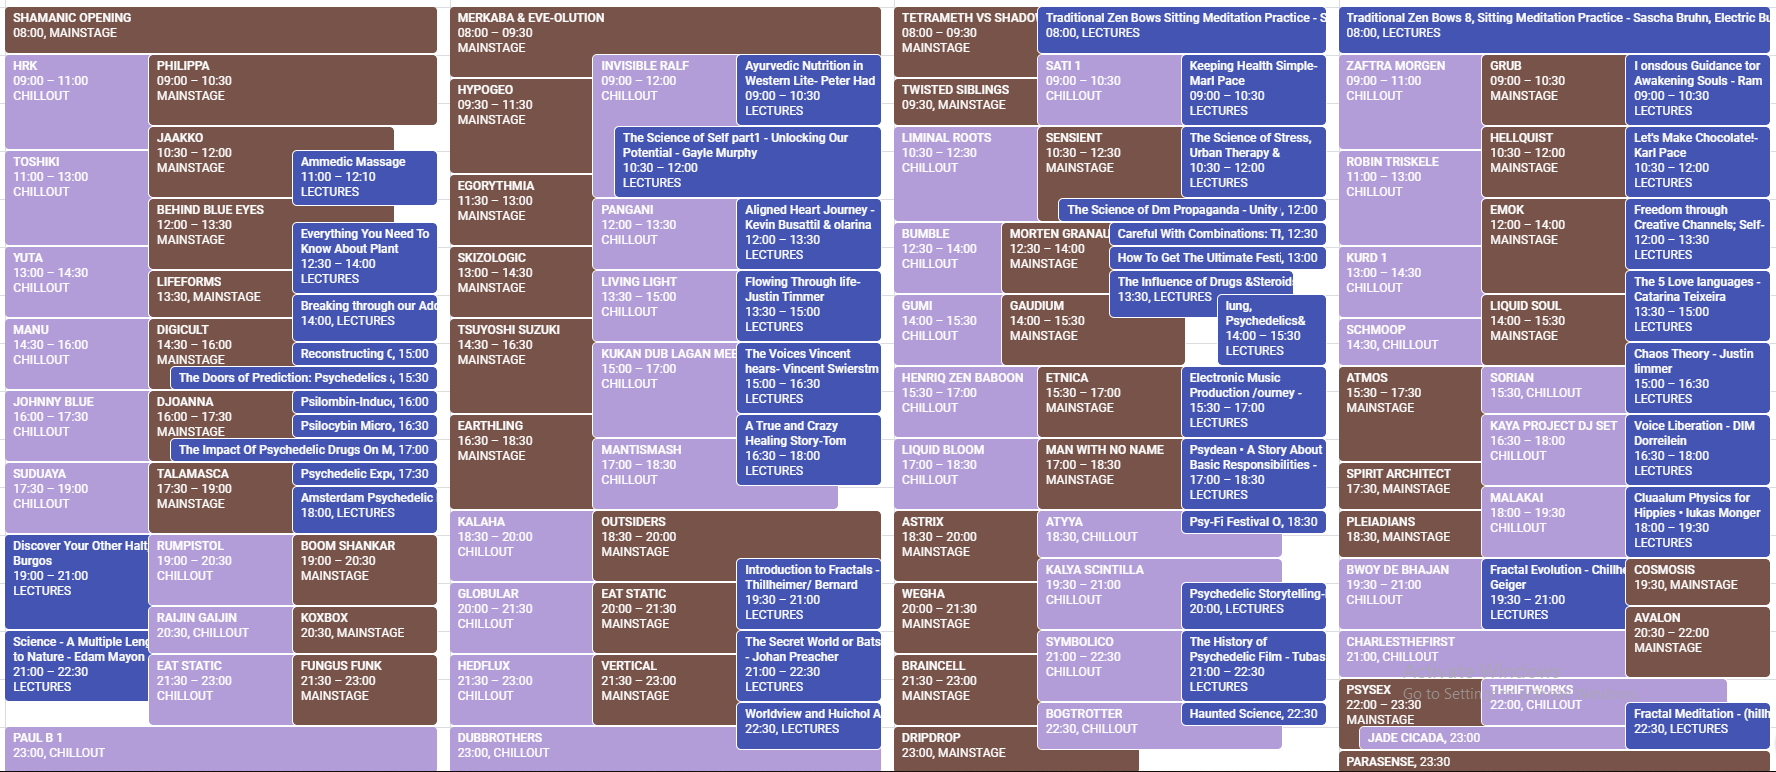 SHAMANIC OPENING
08:00, MAINSTAGE
HRK
09:00 – 11:00
CHILLOUT
PHILIPPA
09:00 – 10:30
MAINSTAGE
JAAKKO
10:30 – 12:00
MAINSTAGE
TOSHIKI
11:00 – 13:00
CHILLOUT
Ammedic Massage
11:00 – 12:10
LECTURES
BEHIND BLUE EYES
12:00 – 13:30
MAINSTAGE
Everything You Need To
Know About Plant
12:30 – 14:00
LECTURES
YUTA
13:00 – 14:30
CHILLOUT
LIFEFORMS
13:30, MAINSTAGE
Breaking through our Ado
14:00, LECTURES
MANU
14:30 – 16:00
CHILLOUT
DIGICULT
14:30 – 16:00
MAINSTAGE
Reconstructing C, 15:00
The Doors of Prediction: Psychedelics , 15:30
JOHNNY BLUE
16:00 – 17:30
CHILLOUT
DJOANNA
16:00 – 17:30
MAINSTAGE
Psilombin-Induc, 16:00
Psilocybin Micro, 16:30
The Impact Of Psychedelic Drugs On M, 17:00
SUDUAYA
17:30 – 19:00
CHILLOUT
TALAMASCA
17:30 – 19:00
MAINSTAGE
Psychedelic Expe, 17:30
Amsterdam Psychedelic
18:00, LECTURES
Discover Your Other Halt
Burgos
19:00 – 21:00
LECTURES
RUMPISTOL
19:00 – 20:30
CHILLOUT
BOOM SHANKAR
19:00 – 20:30
MAINSTAGE
RAIJIN GAIJIN
20:30, CHILLOUT
KOXBOX
20:30, MAINSTAGE
Science - A Multiple Leng
to Nature - Edam Mayon
21:00 – 22:30
LECTURES
EAT STATIC
21:30 – 23:00
CHILLOUT
FUNGUS FUNK
21:30 – 23:00
MAINSTAGE
PAUL B 1
23:00, CHILLOUT
MERKABA & EVE-OLUTION
08:00 – 09:30
MAINSTAGE
INVISIBLE RALF
09:00 – 12:00
CHILLOUT
Ayurvedic Nutrition in
Western Lite- Peter Had
09:00 – 10:30
LECTURES
HYPOGEO
09:30 – 11:30
MAINSTAGE
The Science of Self part1 - Unlocking Our
Potential - Gayle Murphy
10:30 – 12:00
LECTURES
EGORYTHMIA
11:30 – 13:00
MAINSTAGE
PANGANI
12:00 – 13:30
CHILLOUT
Aligned Heart Journey -
Kevin Busattil & olarina
12:00 – 13:30
LECTURES
SKIZOLOGIC
13:00 – 14:30
MAINSTAGE
LIVING LIGHT
13:30 – 15:00
CHILLOUT
Flowing Through life-
Justin Timmer
13:30 – 15:00
LECTURES
TSUYOSHI SUZUKI
14:30 – 16:30
MAINSTAGE
KUKAN DUB LAGAN MEE
15:00 – 17:00
CHILLOUT
The Voices Vincent
hears- Vincent Swierstm
15:00 – 16:30
LECTURES
EARTHLING
16:30 – 18:30
MAINSTAGE
A True and Crazy
Healing Story-Tom
16:30 – 18:00
LECTURES
MANTISMASH
17:00 – 18:30
CHILLOUT
KALAHA
18:30 – 20:00
CHILLOUT
OUTSIDERS
18:30 – 20:00
MAINSTAGE
Introduction to Fractals -
Thillheimer/ Bernard
19:30 – 21:00
LECTURES
GLOBULAR
20:00 – 21:30
CHILLOUT
EAT STATIC
20:00 – 21:30
MAINSTAGE
The Secret World or Bats
- Johan Preacher
21:00 – 22:30
LECTURES
HEDFLUX
21:30 – 23:00
CHILLOUT
VERTICAL
21:30 – 23:00
MAINSTAGE
Worldview and Huichol A
22:30, LECTURES
DUBBROTHERS
23:00, CHILLOUT
TETRAMETH VS SHADOW
08:00 – 09:30
MAINSTAGE
Traditional Zen Bows Sitting Meditation Practice - S
08:00, LECTURES
SATI 1
09:00 – 10:30
CHILLOUT
Keeping Health Simple-
Marl Pace
09:00 – 10:30
LECTURES
TWISTED SIBLINGS
09:30, MAINSTAGE
LIMINAL ROOTS
10:30 – 12:30
CHILLOUT
SENSIENT
10:30 – 12:30
MAINSTAGE
The Science of Stress,
Urban Therapy &
10:30 – 12:00
LECTURES
The Science of Dm Propaganda - Unity , 12:00
BUMBLE
12:30 – 14:00
CHILLOUT
MORTEN GRANAU
12:30 – 14:00
MAINSTAGE
Careful With Combinations: TI, 12:30
How To Get The Ultimate Festi, 13:00
The Influence of Drugs &Steroids
13:30, LECTURES
GUMI
14:00 – 15:30
CHILLOUT
GAUDIUM
14:00 – 15:30
MAINSTAGE
lung,
Psychedelics&
14:00 – 15:30
LECTURES
HENRIQ ZEN BABOON
15:30 – 17:00
CHILLOUT
ETNICA
15:30 – 17:00
MAINSTAGE
Electronic Music
Production /ourney -
15:30 – 17:00
LECTURES
LIQUID BLOOM
17:00 – 18:30
CHILLOUT
MAN WITH NO NAME
17:00 – 18:30
MAINSTAGE
Psydean • A Story About
Basic Responsibilities -
17:00 – 18:30
LECTURES
ASTRIX
18:30 – 20:00
MAINSTAGE
ATYYA
18:30, CHILLOUT
Psy-Fi Festival O, 18:30
KALYA SCINTILLA
19:30 – 21:00
CHILLOUT
WEGHA
20:00 – 21:30
MAINSTAGE
Psychedelic Storytelling-
20:00, LECTURES
SYMBOLICO
21:00 – 22:30
CHILLOUT
The History of
Psychedelic Film - Tubas
21:00 – 22:30
LECTURES
BRAINCELL
21:30 – 23:00
MAINSTAGE
BOGTROTTER
22:30, CHILLOUT
Haunted Science, 22:30
DRIPDROP
23:00, MAINSTAGE
Traditional Zen Bows 8, Sitting Meditation Practice - Sascha Bruhn, Electric Bu
08:00, LECTURES
ZAFTRA MORGEN
09:00 – 11:00
CHILLOUT
GRUB
09:00 – 10:30
MAINSTAGE
I onsdous Guidance tor
Awakening Souls - Ram
09:00 – 10:30
LECTURES
HELLQUIST
10:30 – 12:00
MAINSTAGE
Let's Make Chocolate!-
Karl Pace
10:30 – 12:00
LECTURES
ROBIN TRISKELE
11:00 – 13:00
CHILLOUT
EMOK
12:00 – 14:00
MAINSTAGE
Freedom through
Creative Channels; Self-
12:00 – 13:30
LECTURES
KURD 1
13:00 – 14:30
CHILLOUT
The 5 Love languages -
Catarina Teixeira
13:30 – 15:00
LECTURES
LIQUID SOUL
14:00 – 15:30
MAINSTAGE
SCHMOOP
14:30, CHILLOUT
Chaos Theory - Justin
limmer
15:00 – 16:30
LECTURES
ATMOS
15:30 – 17:30
MAINSTAGE
SORIAN
15:30, CHILLOUT
KAYA PROJECT DJ SET
16:30 – 18:00
CHILLOUT
Voice Liberation - DIM
Dorreilein
16:30 – 18:00
LECTURES
SPIRIT ARCHITECT
17:30, MAINSTAGE
MALAKAI
18:00 – 19:30
CHILLOUT
Cluaalum Physics for
Hippies • lukas Monger
18:00 – 19:30
LECTURES
PLEIADIANS
18:30, MAINSTAGE
BWOY DE BHAJAN
19:30 – 21:00
CHILLOUT
Fractal Evolution - Chillhe
Geiger
19:30 – 21:00
LECTURES
COSMOSIS
19:30, MAINSTAGE
AVALON
20:30 – 22:00
MAINSTAGE
CHARLESTHEFIRST
21:00, CHILLOUT
PSYSEX
22:00 – 23:30
MAINSTAGE
Go to Settin
THRIFTWORKS
22:00, CHILLOUT
Fractal Meditation - (hillh
22:30, LECTURES
JADE CICADA, 23:00
PARASENSE, 23:30